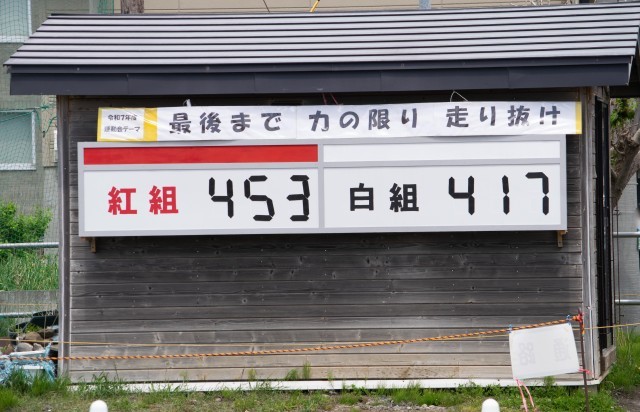 令和7年度
運動会テーマ
最後まで 力の限り 走り抜け
紅組 453 白組 417